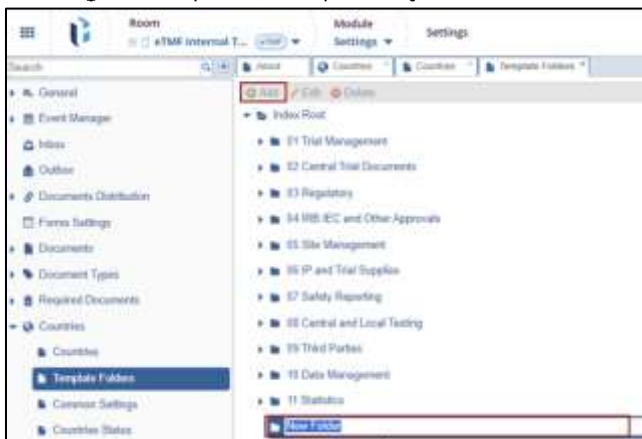 Room
eTMF Internal T... eTMF
Module
Settings
Settings
Search
About
Countries
Countries
Template Folders
General
Event Manager
Inbox
Outbox
Documents Distribution
Forms Settings
Documents
Document Types
Required Documents
Countries
Countries
Template Folders
Common Settings
Countries States
Add Edit Delete
Index Root
01 Trial Management
02 Central Trial Documents
03 Regulatory
04 IRB IEC and Other Approvals
05 Site Management
06 IP and Trial Supplies
07 Safety Reporting
08 Central and Local Testing
09 Third Parties
10 Data Management
11 Statistics
New Folder